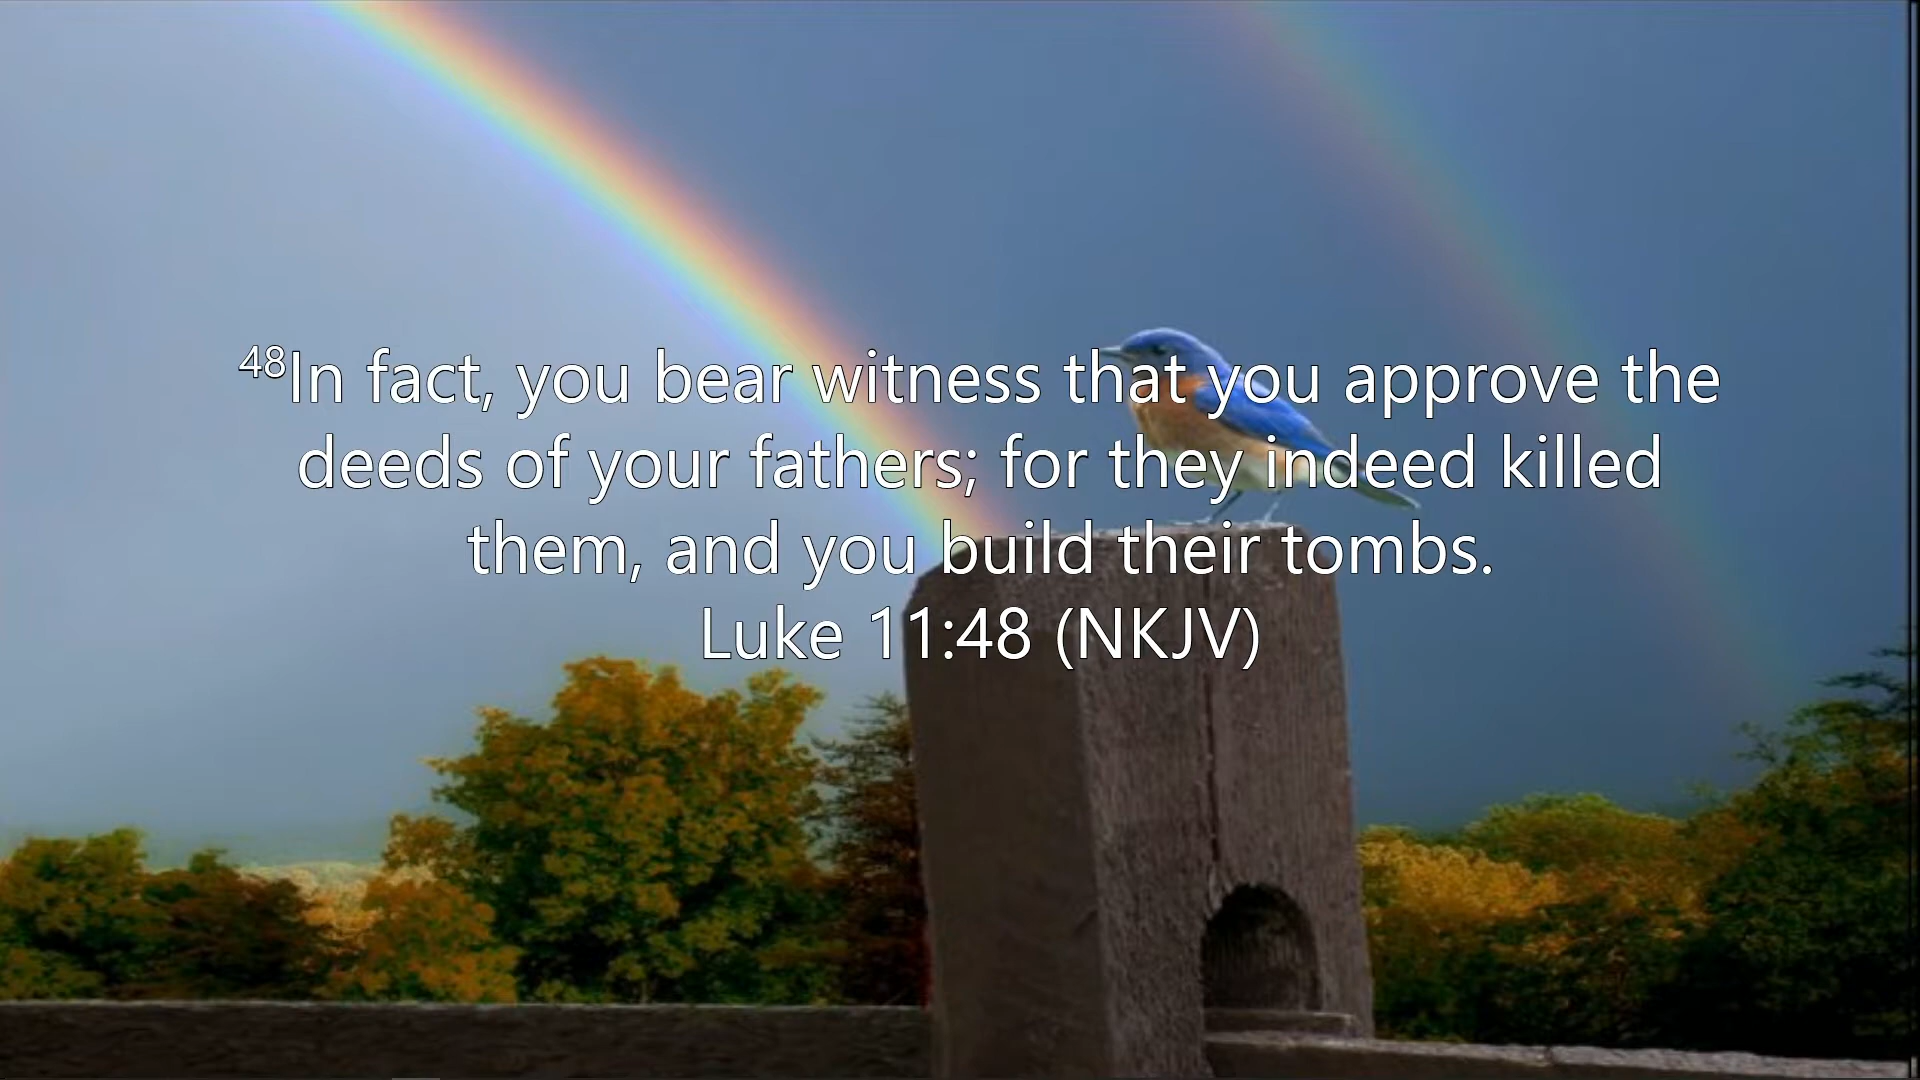 48In fact, you bear witness that you approve the
deeds of your fathers; for they indeed killed
them, and you build their tombs.
Luke 11:48 (NKJV)